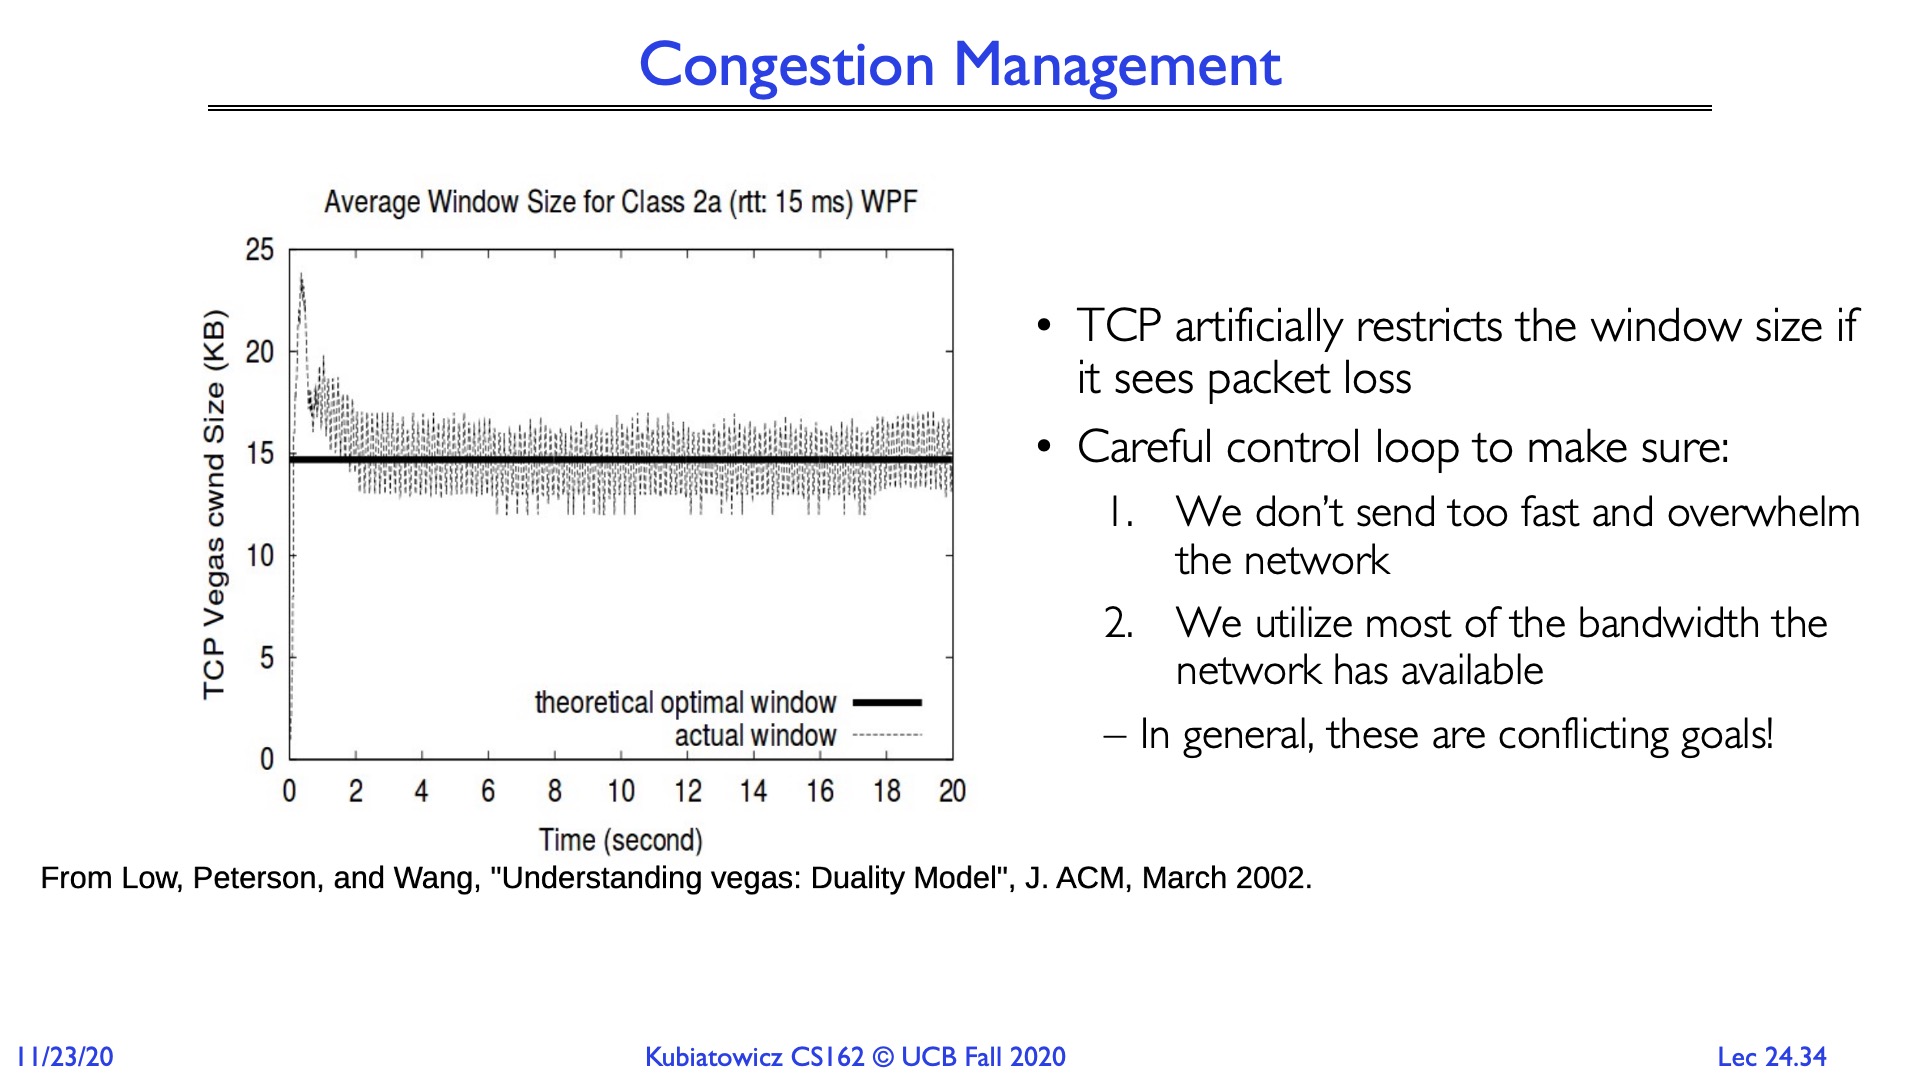 Congestion Management
Average Window Size for Class 2a (rtt: 15 ms) WPF
TCP Vegas cwnd Size (KB)
25
20
15
10
5
0
theoretical optimal window
actual window
0 2 4 6 8 10 12 14 16 18 20
Time (second)
From Low, Peterson, and Wang, "Understanding vegas: Duality Model", J. ACM, March 2002.
• TCP artificially restricts the window size if
it sees packet loss
• Careful control loop to make sure:
1. We don’t send too fast and overwhelm
the network
2. We utilize most of the bandwidth the
network has available
– In general, these are conflicting goals!
11/23/20
Kubiatowicz CS162 © UCB Fall 2020
Lec 24.34